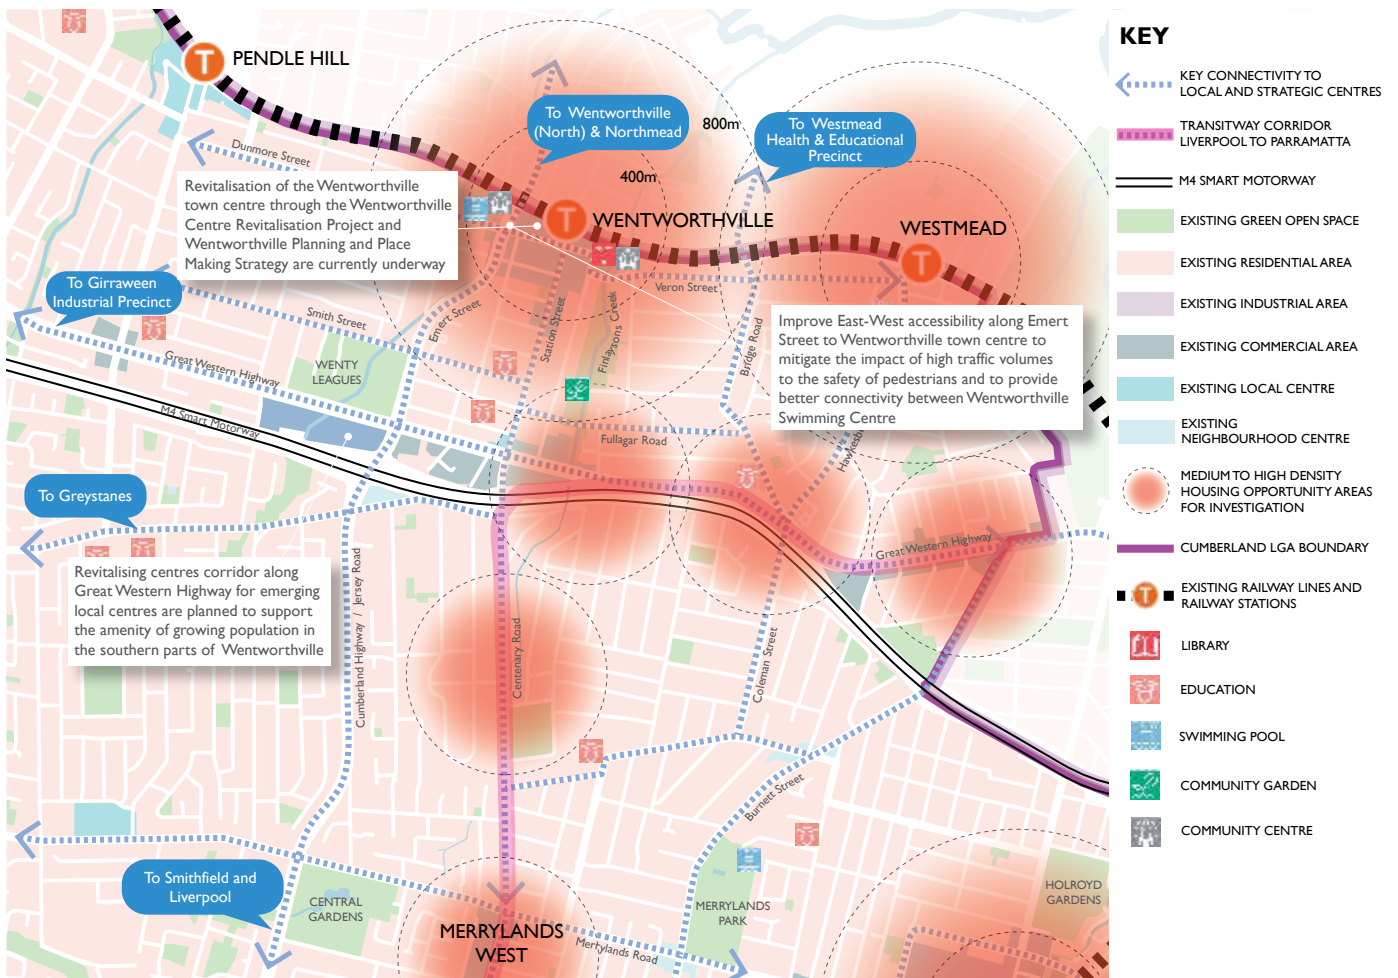 PENDLE HILL
T
Dunmore Street
To Wentworthville
(North) & Northmead
800m
To Westmead
Health & Educational
Precinct
400m
Revitalisation of the Wentworthville
town centre through the Wentworthville
Centre Revitalisation Project and
Wentworthville Planning and Place
Making Strategy are currently underway
T
WENTWORTHVILLE
WESTMEAD
T
To Girraween
Industrial Precinct
Veron Street
Smith Street
Emert Street
Station Street
Finlaysons Creek
Bridge Road
Improve East-West accessibility along Emert
Street to Wentworthville town centre to
mitigate the impact of high traffic volumes
to the safety of pedestrians and to provide
better connectivity between Wentworthville
Swimming Centre
Great Western Highway
WENTY
LEAGUES
M4 Smart Motorway
Fullagar Road
To Greystanes
Great Western Highway
Revitalising centres corridor along
Great Western Highway for emerging
local centres are planned to support
the amenity of growing population in
the southern parts of Wentworthville
Cumberland Highway / Jersey Road
Centenary Road
Coleman Street
Burnett Street
To Smithfield and
Liverpool
CENTRAL
GARDENS
MERRYLANDS
WEST
Merrylands Road
MERRYLANDS
PARK
HOLROYD
GARDENS
KEY
KEY CONNECTIVITY TO
LOCAL AND STRATEGIC CENTRES
TRANSITWAY CORRIDOR
LIVERPOOL TO PARRAMATTA
M4 SMART MOTORWAY
EXISTING GREEN OPEN SPACE
EXISTING RESIDENTIAL AREA
EXISTING INDUSTRIAL AREA
EXISTING COMMERCIAL AREA
EXISTING LOCAL CENTRE
EXISTING
NEIGHBOURHOOD CENTRE
MEDIUM TO HIGH DENSITY
HOUSING OPPORTUNITY AREAS
FOR INVESTIGATION
CUMBERLAND LGA BOUNDARY
T
EXISTING RAILWAY LINES AND
RAILWAY STATIONS
LIBRARY
EDUCATION
SWIMMING POOL
COMMUNITY GARDEN
COMMUNITY CENTRE